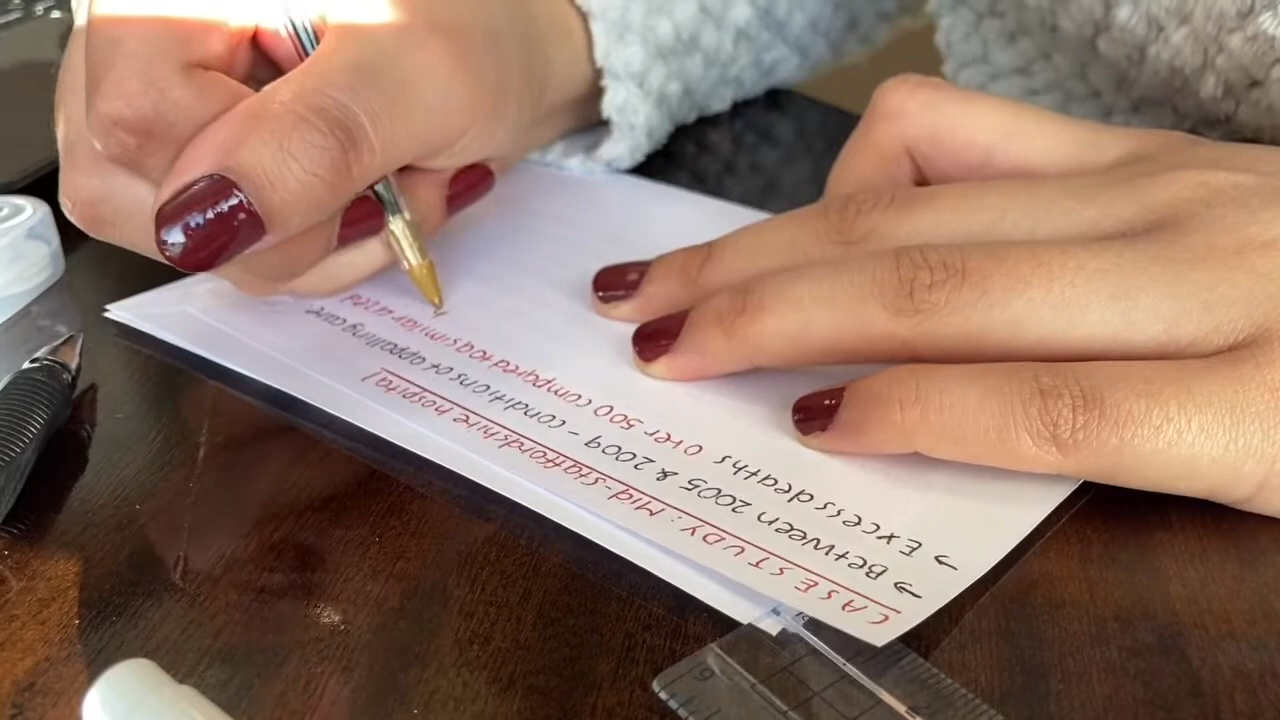 CASE STUDY: Mid-Staffordshire hospital
→ Between 2005 & 2009 - conditions of appalling care
→ Excess deaths over 500 compared to a similar sized